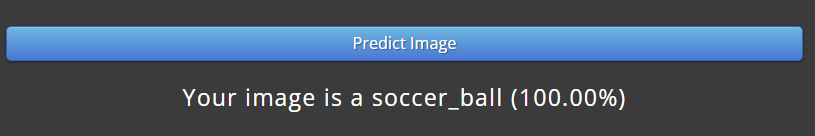 Predict Image
Your image is a soccer_ball (100.00%)